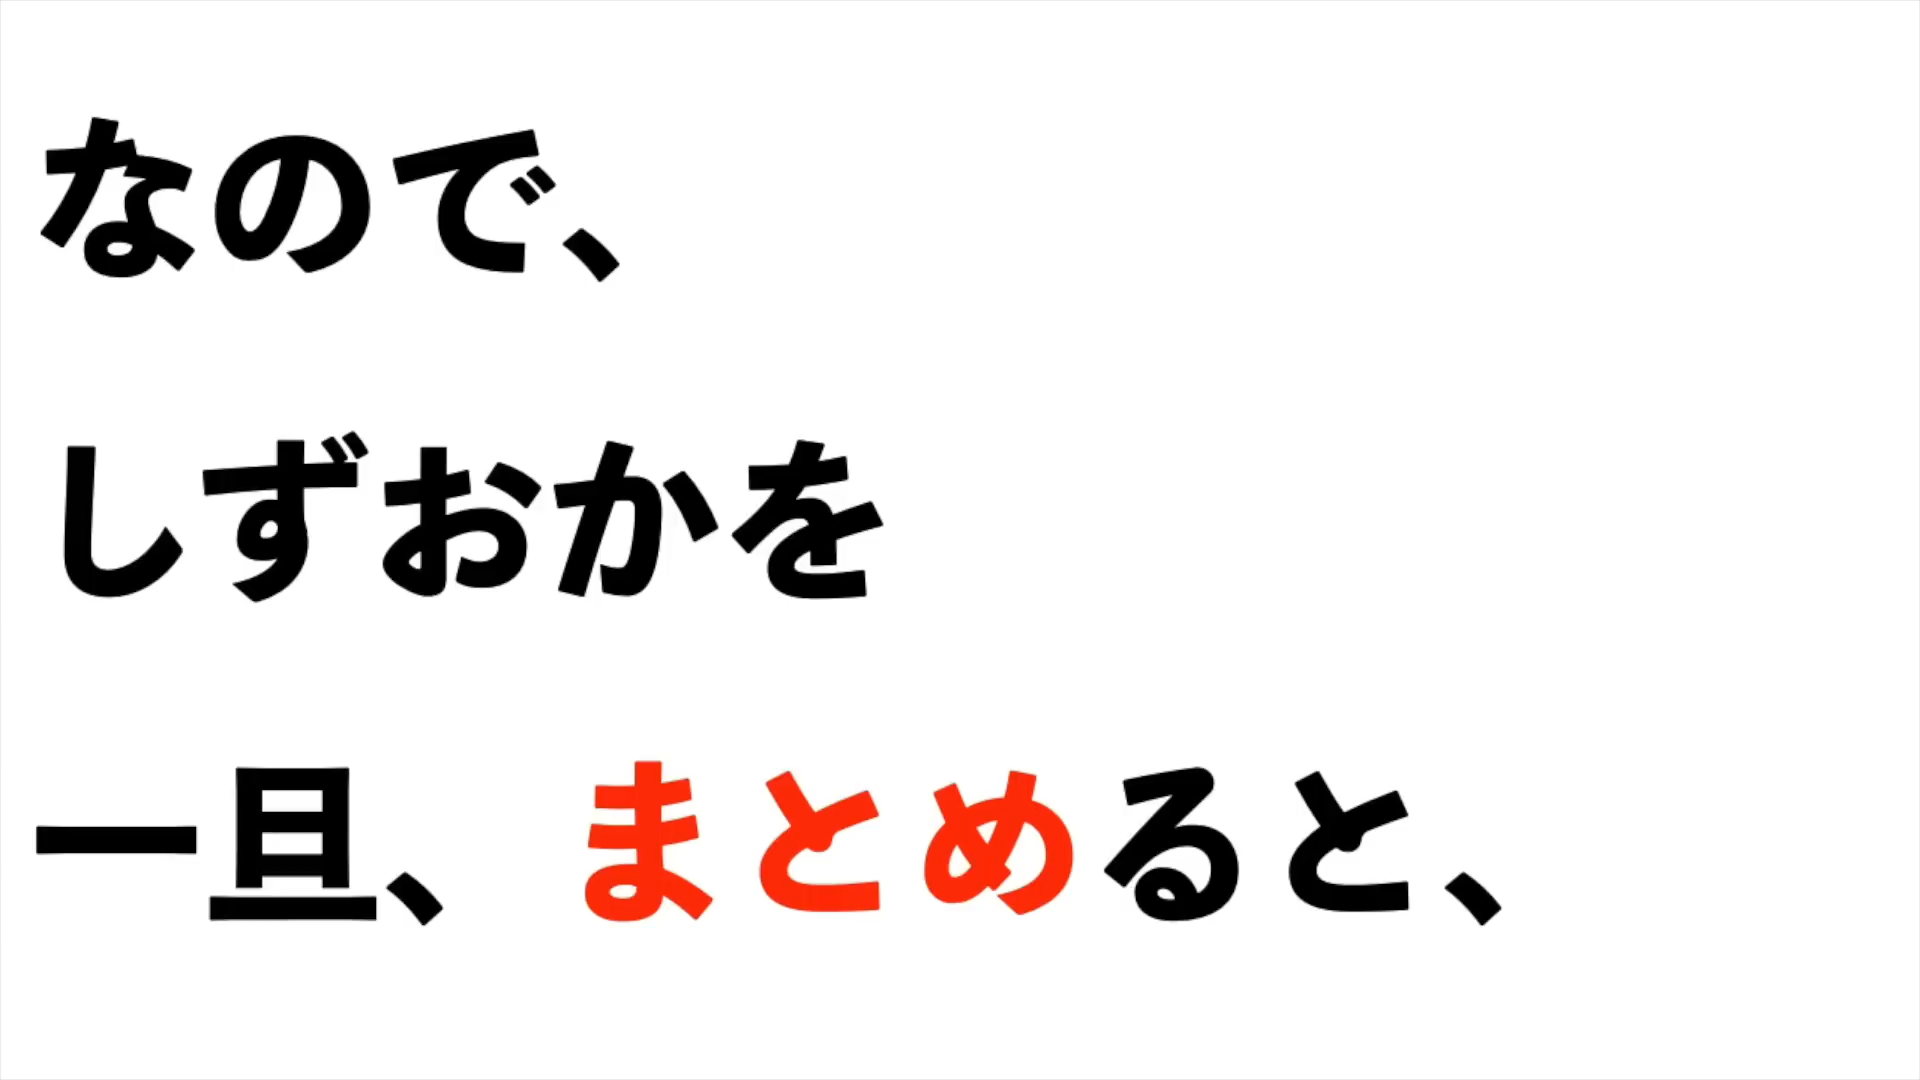 なので、
しずおかを
一旦、まとめると、